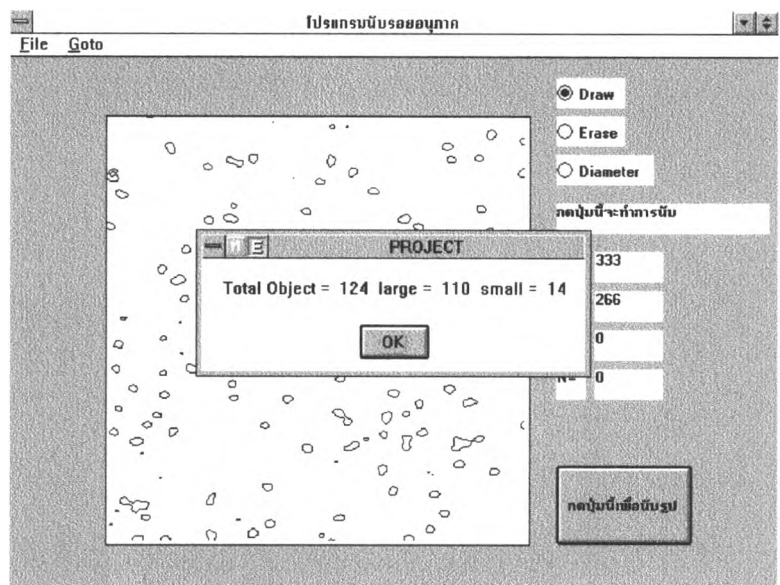 โปรแกรมนับรอยอนุภาค
File Goto
Draw
Erase
Diameter
กดปุ่มนี้จะทำการนับ
PROJECT
333
Total Object = 124 large = 110 small = 14
266
OK
0
N= 0
กดปุ่มนี้เพื่อนับรูป